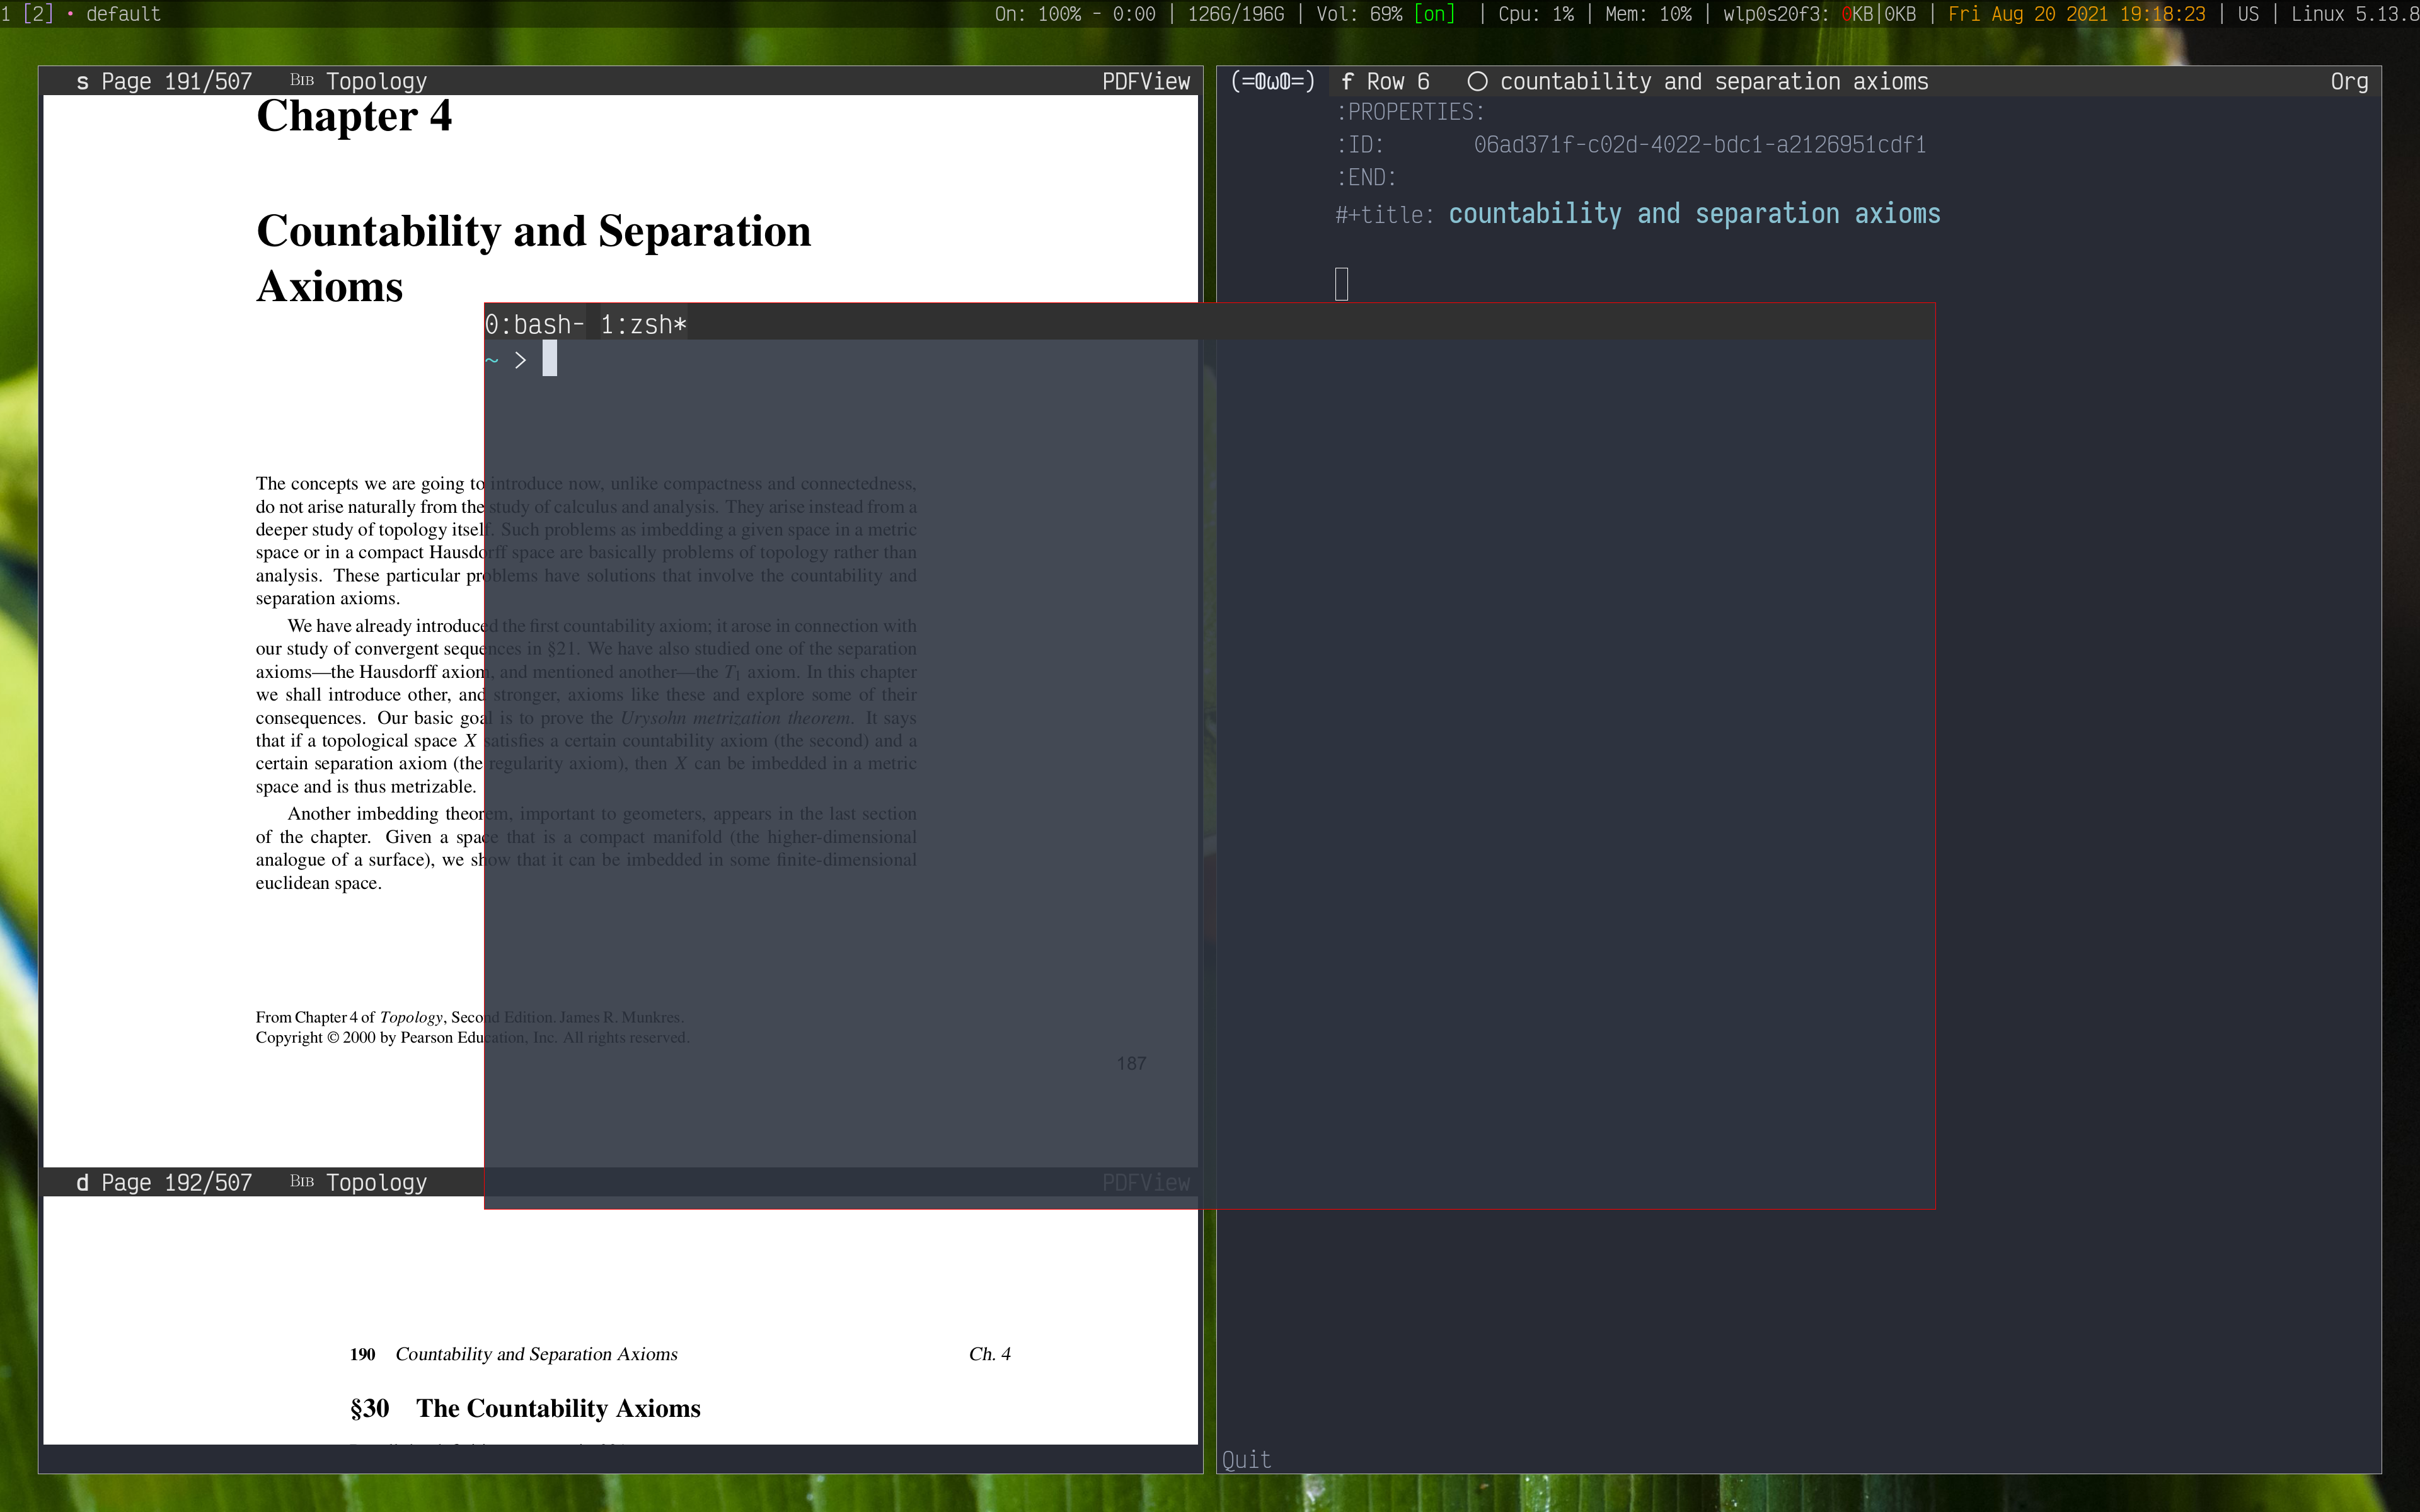 1 [2] • default
On: 100% - 0:00 | 126G/196G | Vol: 69% [on] | Cpu: 1% | Mem: 10% | wlp0s20f3: 0KB|0KB | Fri Aug 20 2021 19:18:23 | US | Linux 5.13.8
s Page 191/507 BIB Topology PDFView
Chapter 4
Countability and Separation
Axioms
The concepts we are going to introduce now, unlike compactness and connectedness,
do not arise naturally from the study of calculus and analysis. They arise instead from a
deeper study of topology itself. Such problems as imbedding a given space in a metric
space or in a compact Hausdorff space are basically problems of topology rather than
analysis. These particular problems have solutions that involve the countability and
separation axioms.
We have already introduced the first countability axiom; it arose in connection with
our study of convergent sequences in §21. We have also studied one of the separation
axioms—the Hausdorff axiom, and mentioned another—the T₁ axiom. In this chapter
we shall introduce other, and stronger, axioms like these and explore some of their
consequences. Our basic goal is to prove the Urysohn metrization theorem. It says
that if a topological space X satisfies a certain countability axiom (the second) and a
certain separation axiom (the regularity axiom), then X can be imbedded in a metric
space and is thus metrizable.
Another imbedding theorem, important to geometers, appears in the last section
of the chapter. Given a space that is a compact manifold (the higher-dimensional
analogue of a surface), we show that it can be imbedded in some finite-dimensional
euclidean space.
From Chapter 4 of Topology, Second Edition. James R. Munkres.
Copyright © 2000 by Pearson Education, Inc. All rights reserved.
187
d Page 192/507 BIB Topology PDFView
190 Countability and Separation Axioms Ch. 4
§30 The Countability Axioms
0:bash- 1:zsh*
~ >
(=ФωФ=) f Row 6 ○ countability and separation axioms Org
:PROPERTIES:
:ID: 06ad371f-c02d-4022-bdc1-a2126951cdf1
:END:
#+title: countability and separation axioms
Quit